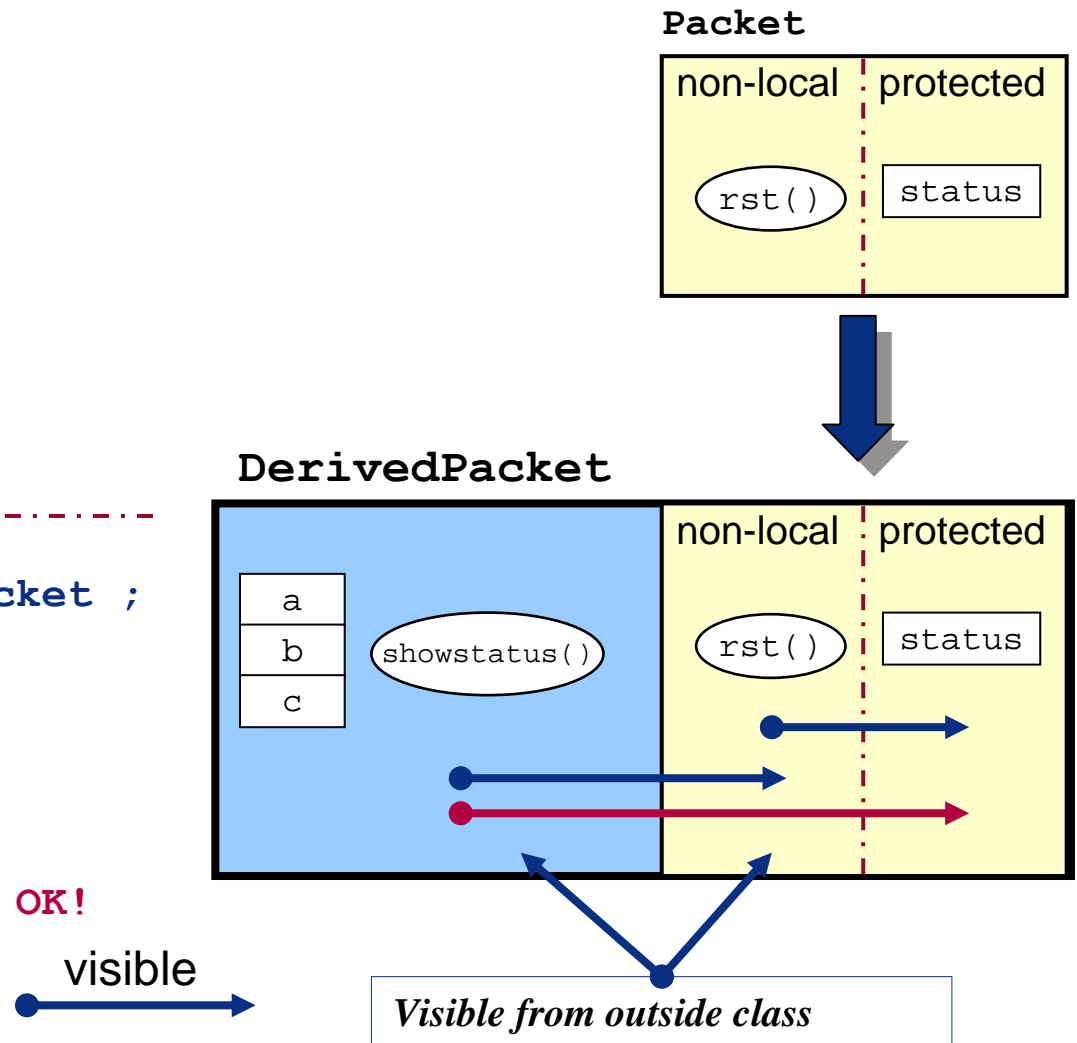 Packet
non-local protected
rst() status
DerivedPacket
non-local protected
cket ;
a
b
c
showstatus()
rst() status
OK!
visible
Visible from outside class